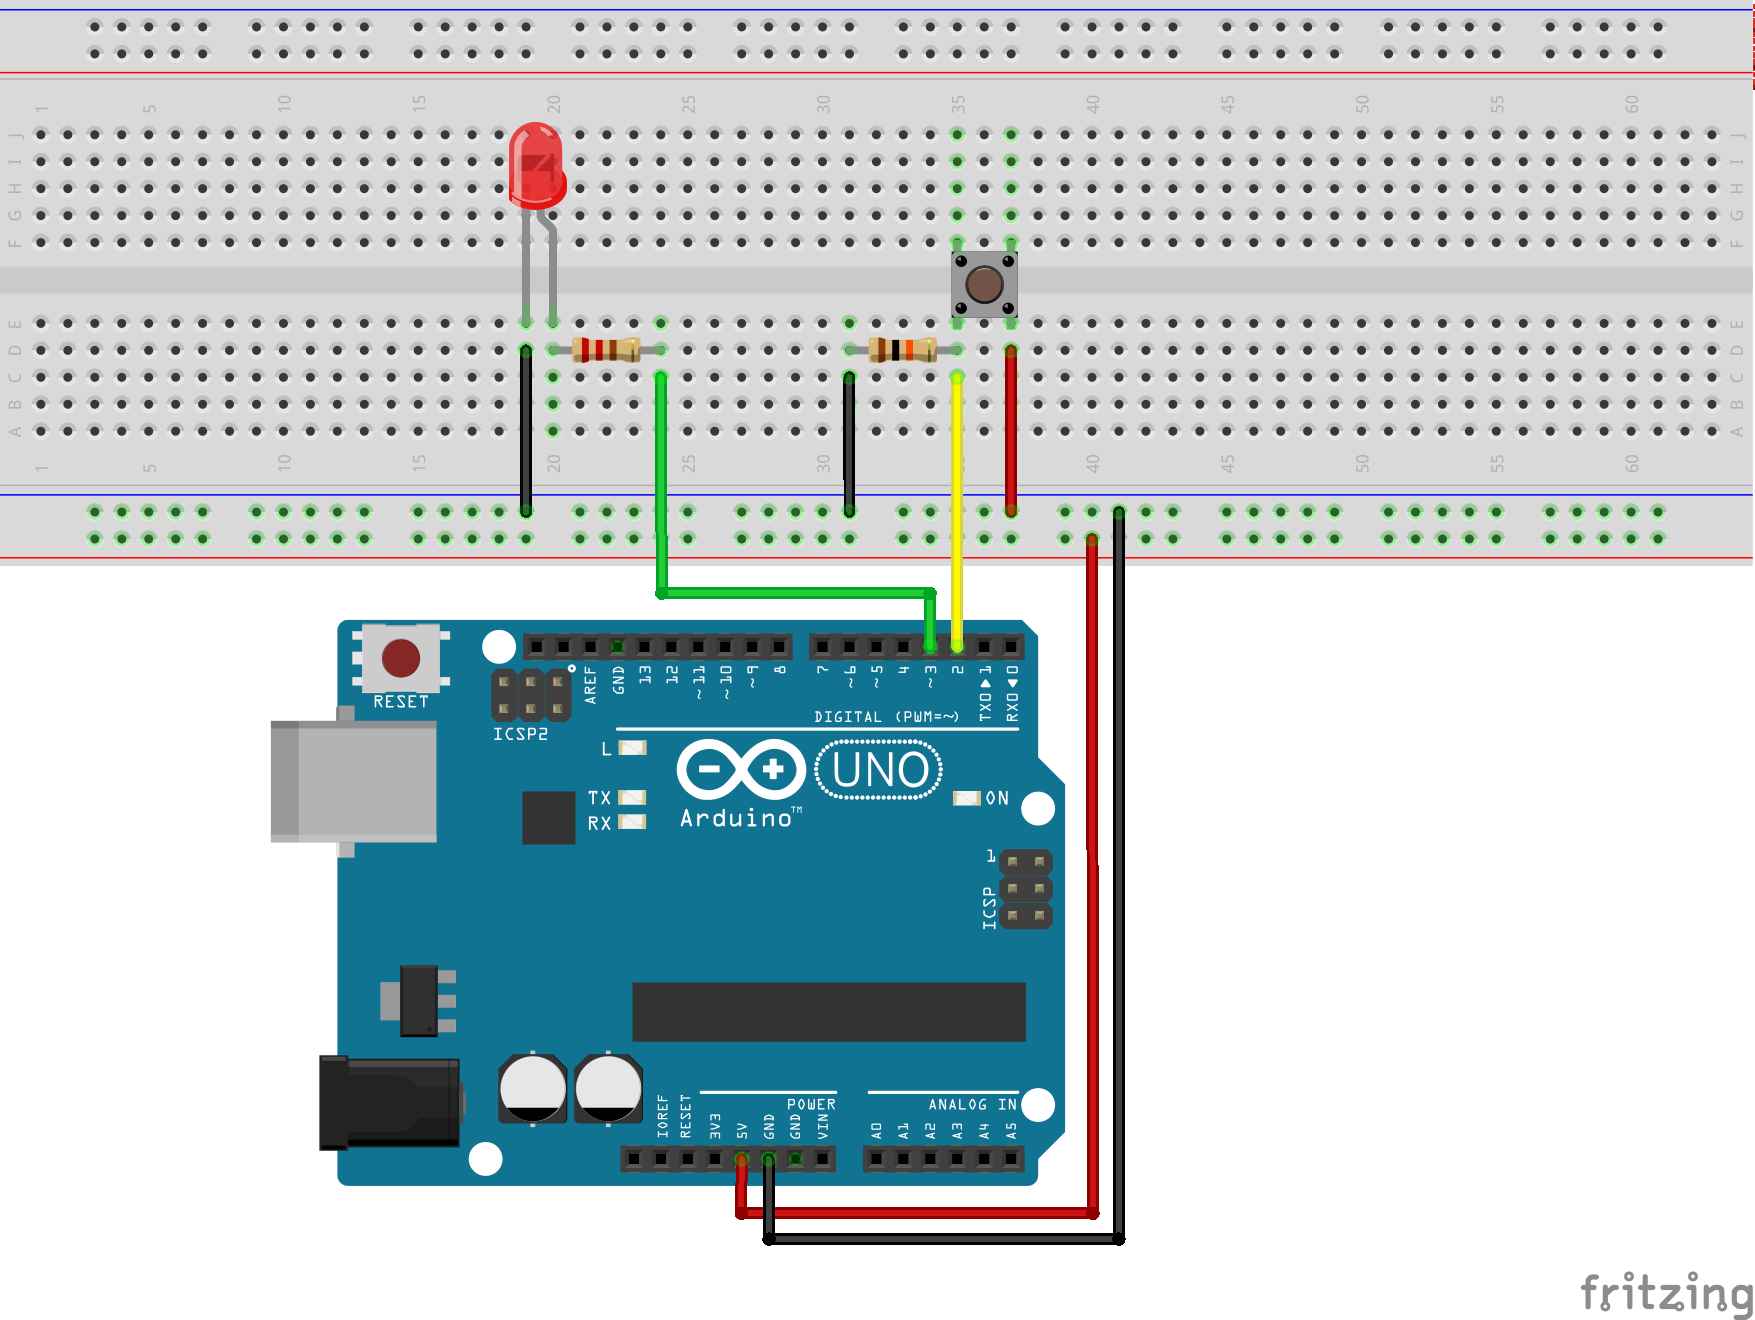 1 5 10 15 20 25 30 35 40 45 50 55 60
J J
I I
H H
G G
F F
E E
D D
C C
B B
A A
1 5 10 15 20 25 30 40 45 50 55 60
RESET
ICSP2
AREF GND 13 12 ~11 ~10 ~9 8 7 ~6 ~5 4 ~3 2 TX0▶1 RX0◀0
DIGITAL (PWM=~)
L
TX
RX
Arduino™
UNO
ON
1
ICSP
POWER
ANALOG IN
IOREF RESET 3V3 5V GND GND VIN A0 A1 A2 A3 A4 A5
fritzing